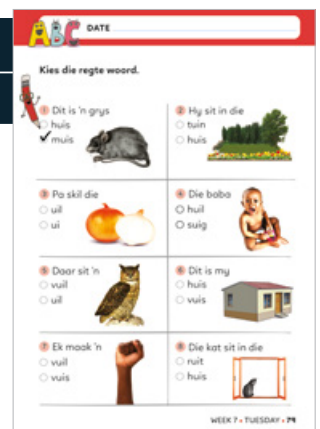 ABC DATE
Kies die regte woord.
1 Dit is 'n grys
huis
muis
2 Hy sit in die
tuin
huis
3 Pa skil die
uil
ui
4 Die baba
huil
suig
5 Daar sit 'n
vuil
uil
6 Dit is my
huis
vuis
7 Ek maak 'n
vuil
vuis
8 Die kat sit in die
ruit
huis
WEEK 7 • TUESDAY • 79